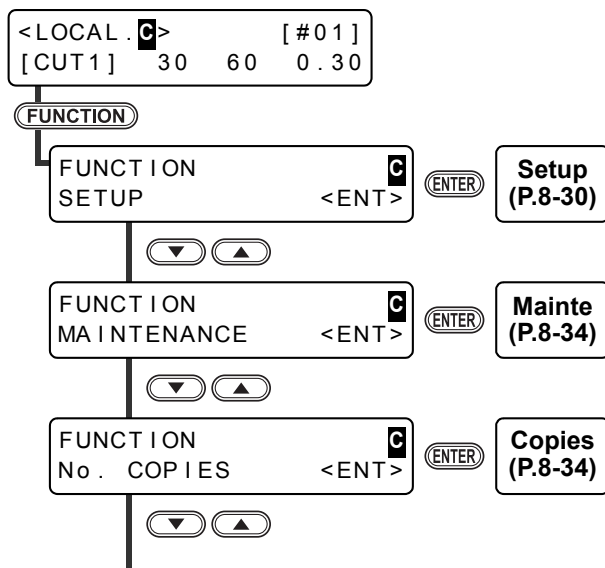 <LOCAL.C> [#01]
[CUT1] 30 60 0.30
FUNCTION
FUNCTION C
SETUP <ENT>
ENTER
Setup
(P.8-30)
FUNCTION C
MAINTENANCE <ENT>
ENTER
Mainte
(P.8-34)
FUNCTION C
No. COPIES <ENT>
ENTER
Copies
(P.8-34)